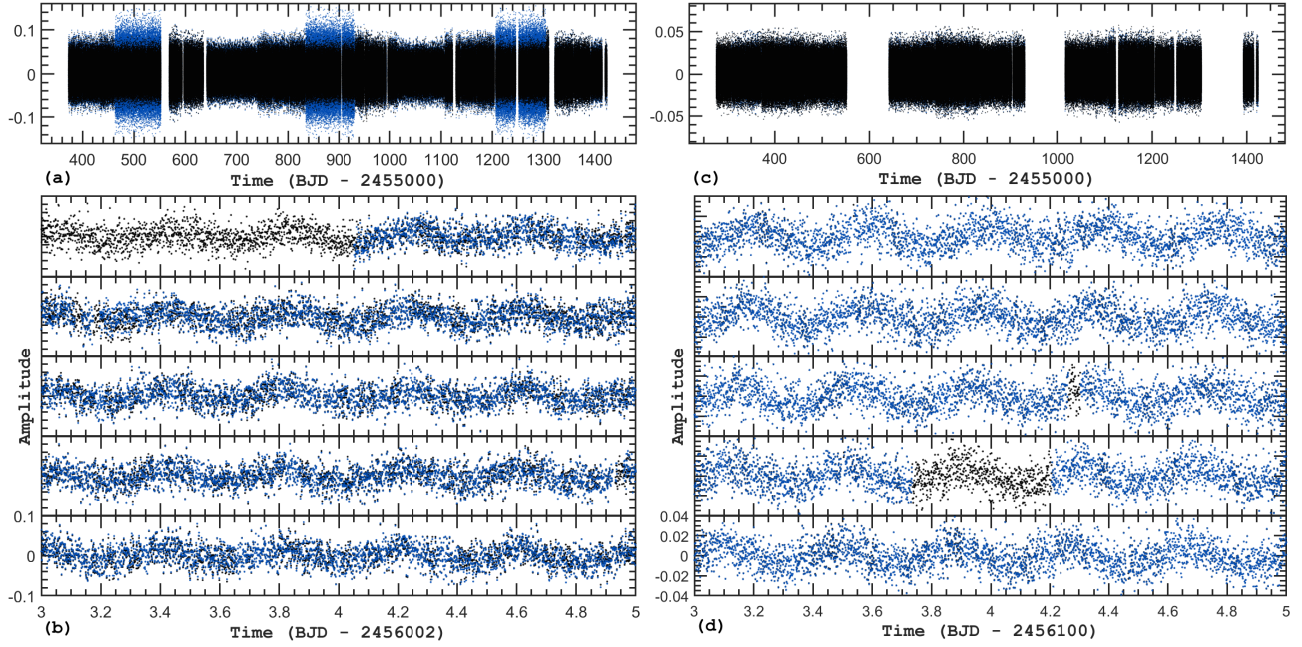 0.1
0
-0.1
400 500 600 700 800 900 1000 1100 1200 1300 1400
(a) Time (BJD - 2455000)
0.05
0
-0.05
400 600 800 1000 1200 1400
(c) Time (BJD - 2455000)
Amplitude
0.1
0
-0.1
3 3.2 3.4 3.6 3.8 4 4.2 4.4 4.6 4.8 5
(b) Time (BJD - 2456002)
Amplitude
0.04
0.02
0
-0.02
-0.04
3 3.2 3.4 3.6 3.8 4 4.2 4.4 4.6 4.8 5
(d) Time (BJD - 2456100)